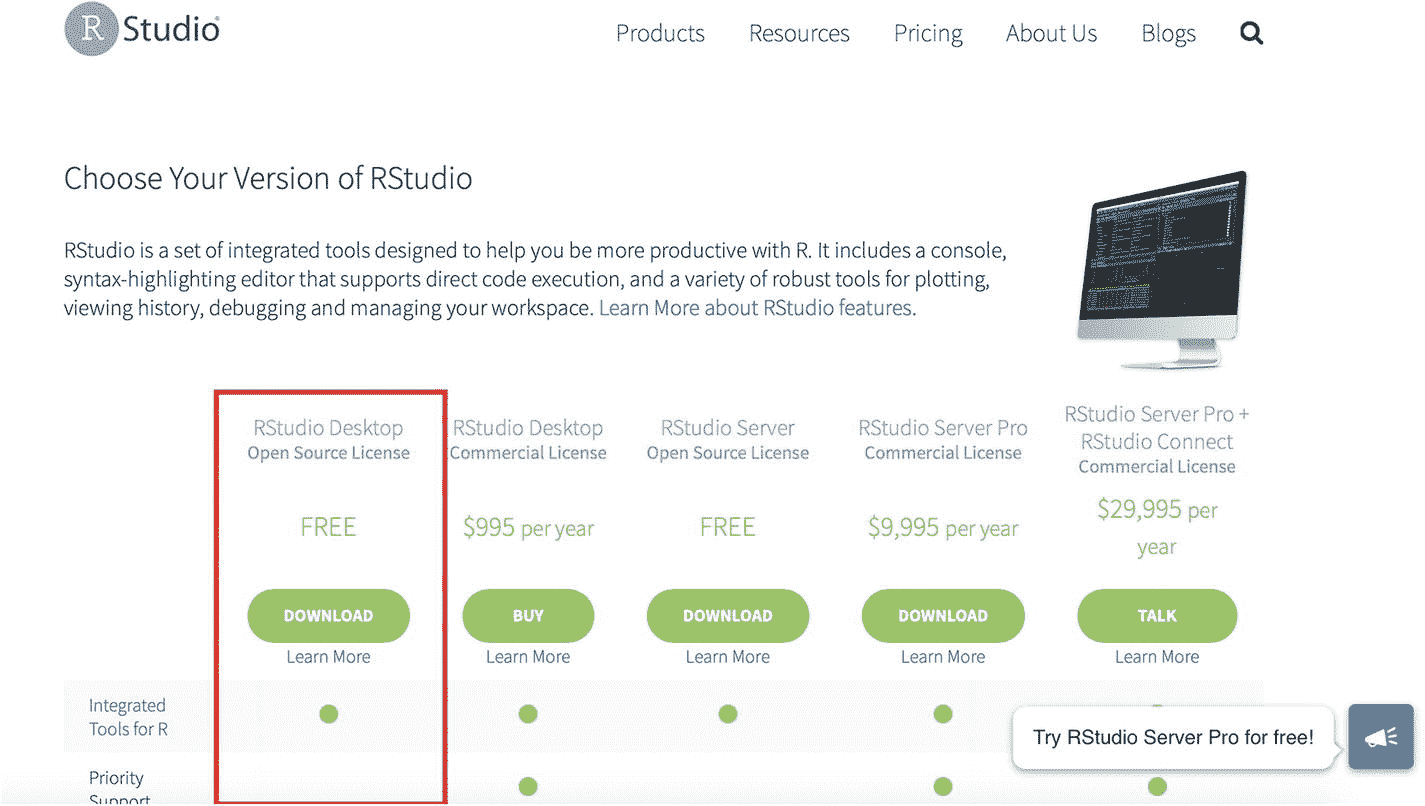 RStudio
Products Resources Pricing About Us Blogs
Choose Your Version of RStudio
RStudio is a set of integrated tools designed to help you be more productive with R. It includes a console,
syntax-highlighting editor that supports direct code execution, and a variety of robust tools for plotting,
viewing history, debugging and managing your workspace. Learn More about RStudio features.
RStudio Desktop
Open Source License
FREE
DOWNLOAD
Learn More
RStudio Desktop
Commercial License
$995 per year
BUY
Learn More
RStudio Server
Open Source License
FREE
DOWNLOAD
Learn More
RStudio Server Pro
Commercial License
$9,995 per year
DOWNLOAD
Learn More
RStudio Server Pro +
RStudio Connect
Commercial License
$29,995 per
year
TALK
Learn More
Integrated
Tools for R
Priority
Support
Try RStudio Server Pro for free!